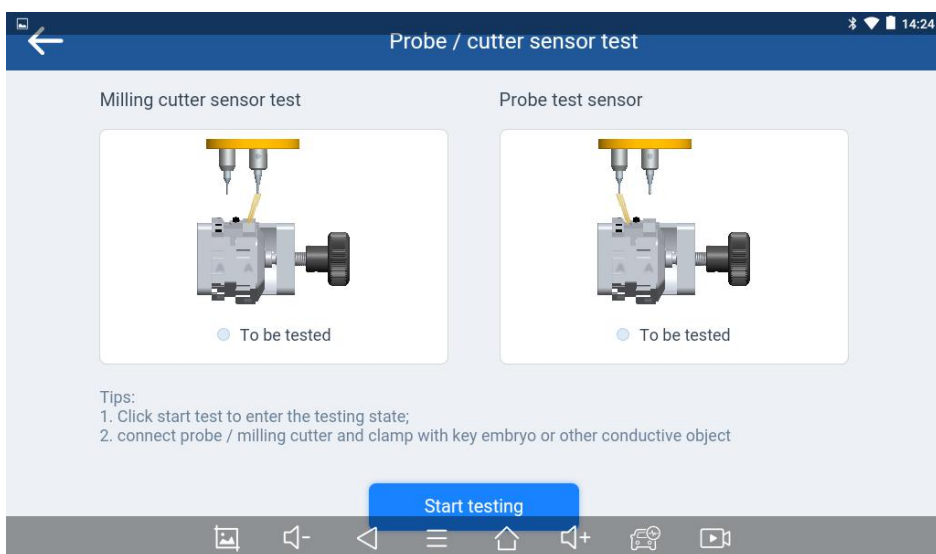 14:24
Probe / cutter sensor test
Milling cutter sensor test
Probe test sensor
To be tested
To be tested
Tips:
1. Click start test to enter the testing state;
2. connect probe / milling cutter and clamp with key embryo or other conductive object
Start testing